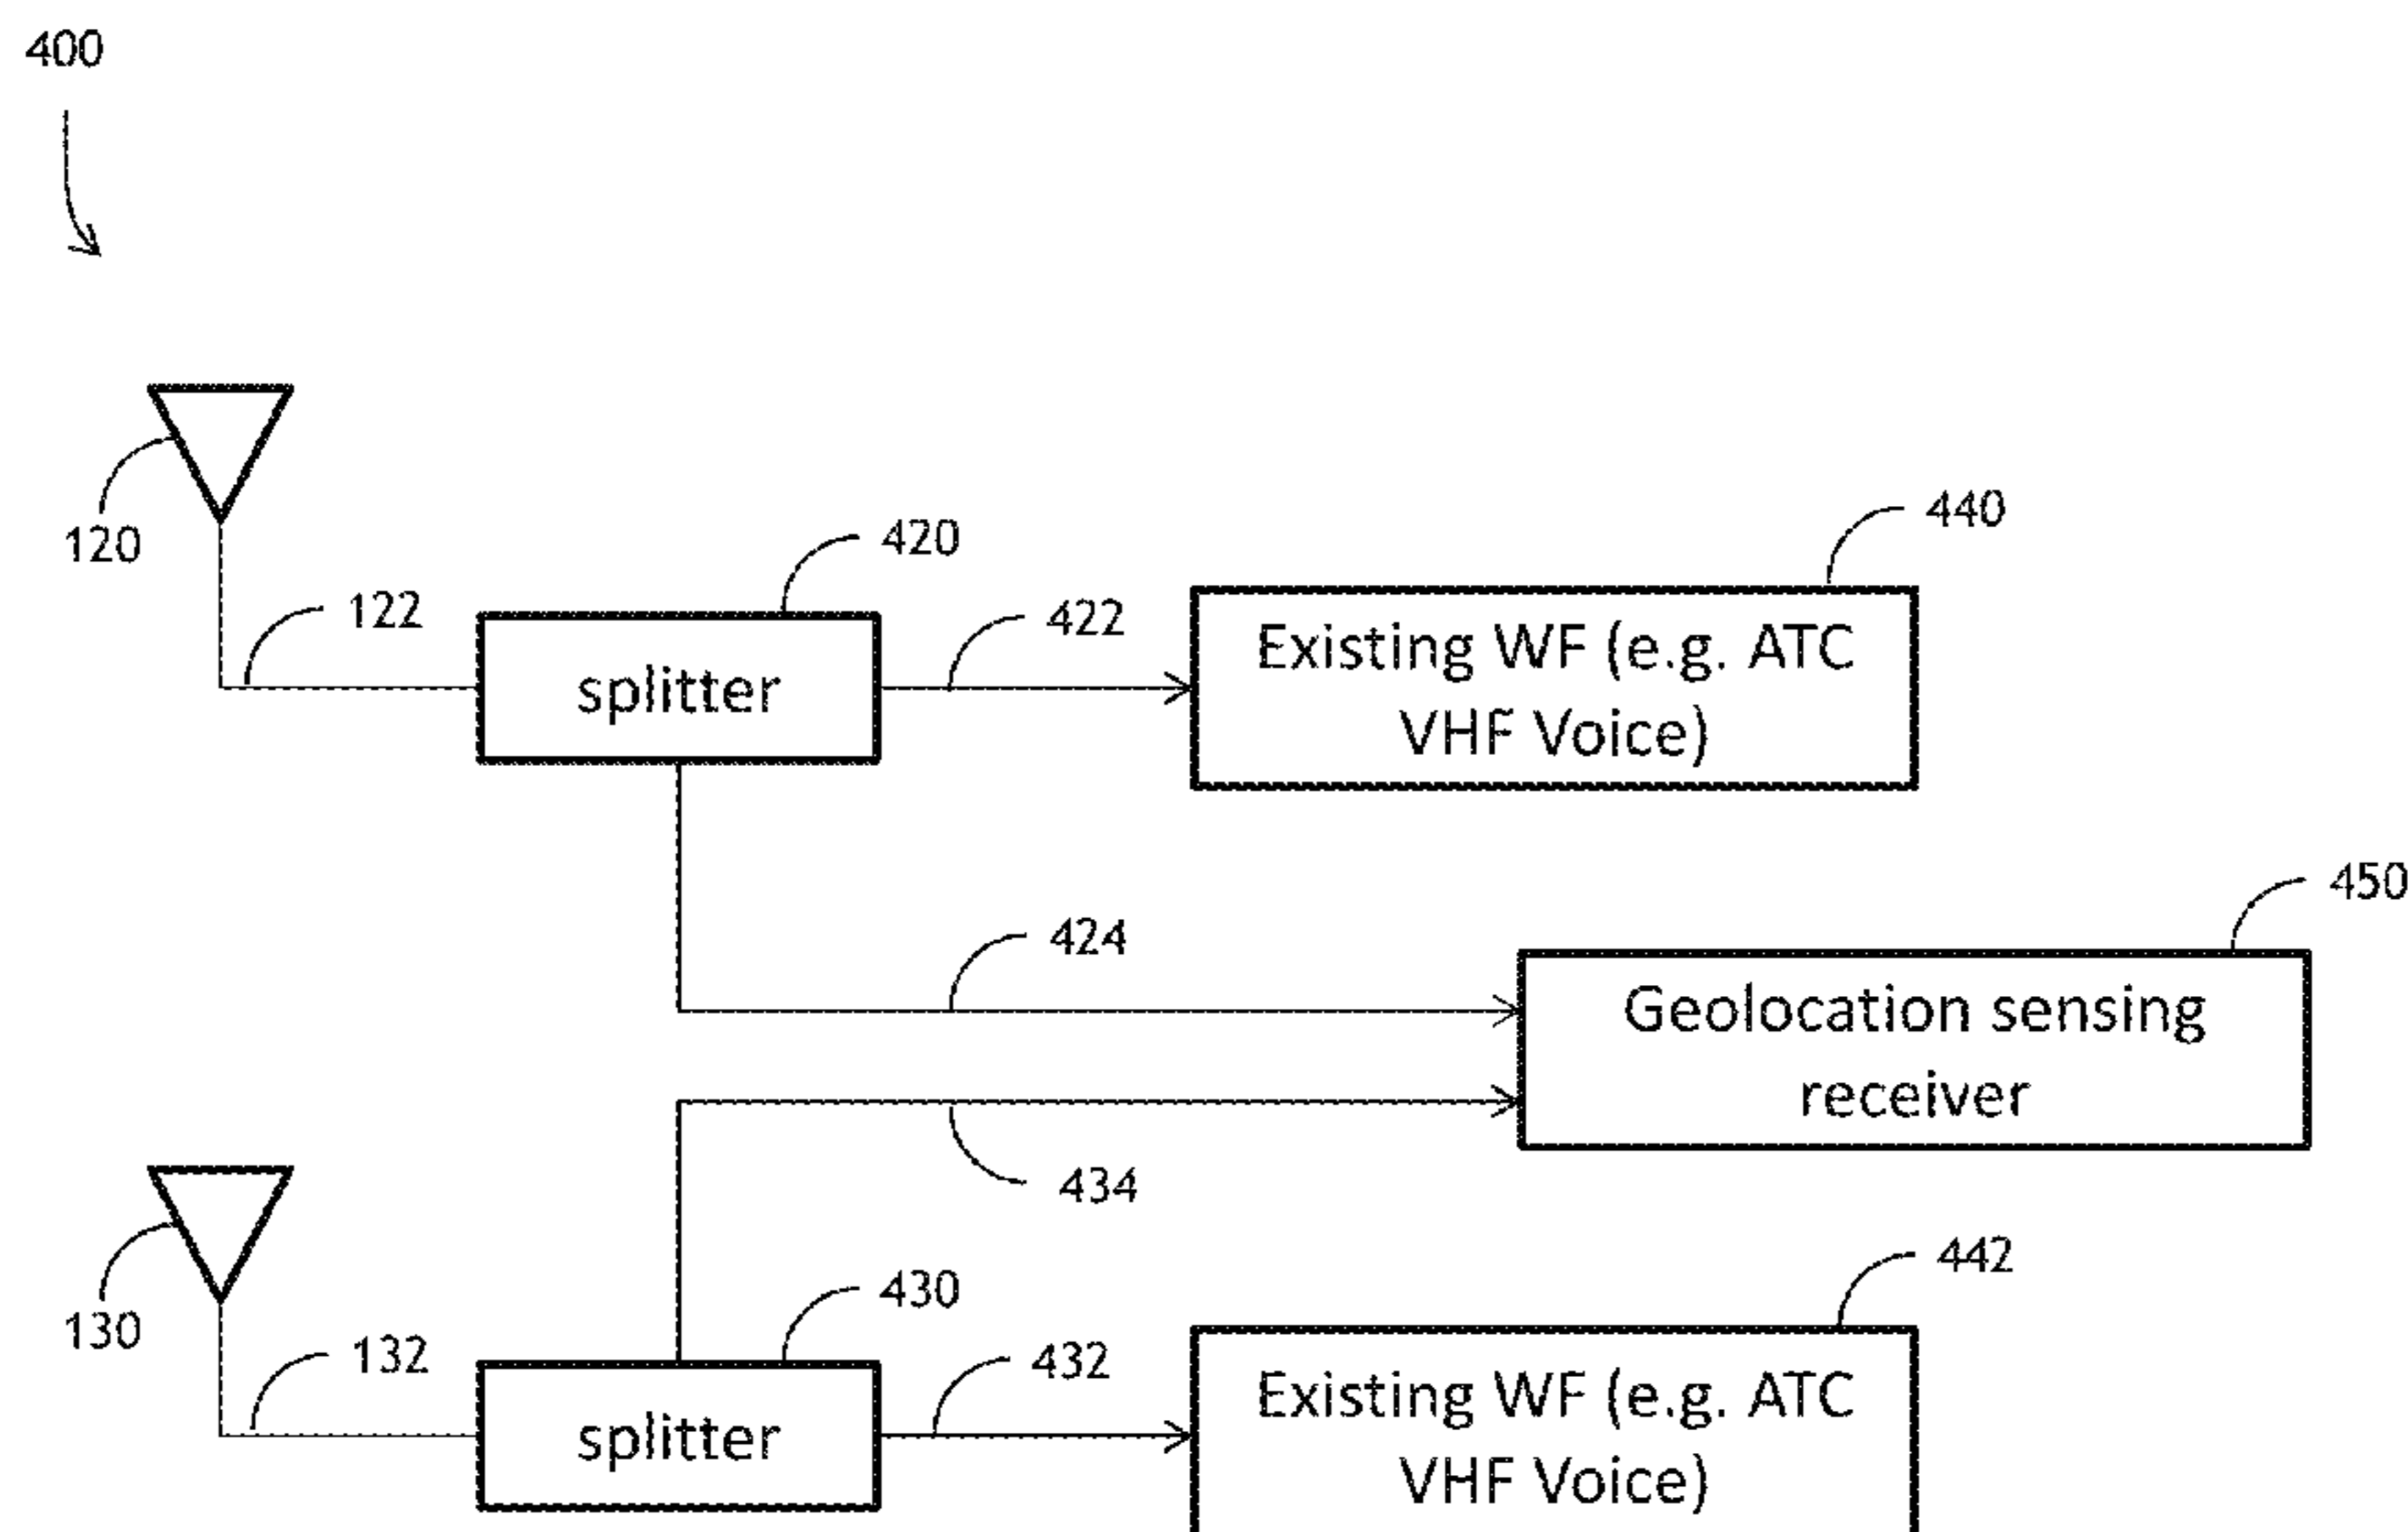 400
120
122
420
splitter
422
440
Existing WF (e.g. ATC
VHF Voice)
424
450
Geolocation sensing
receiver
434
130
132
430
splitter
432
442
Existing WF (e.g. ATC
VHF Voice)